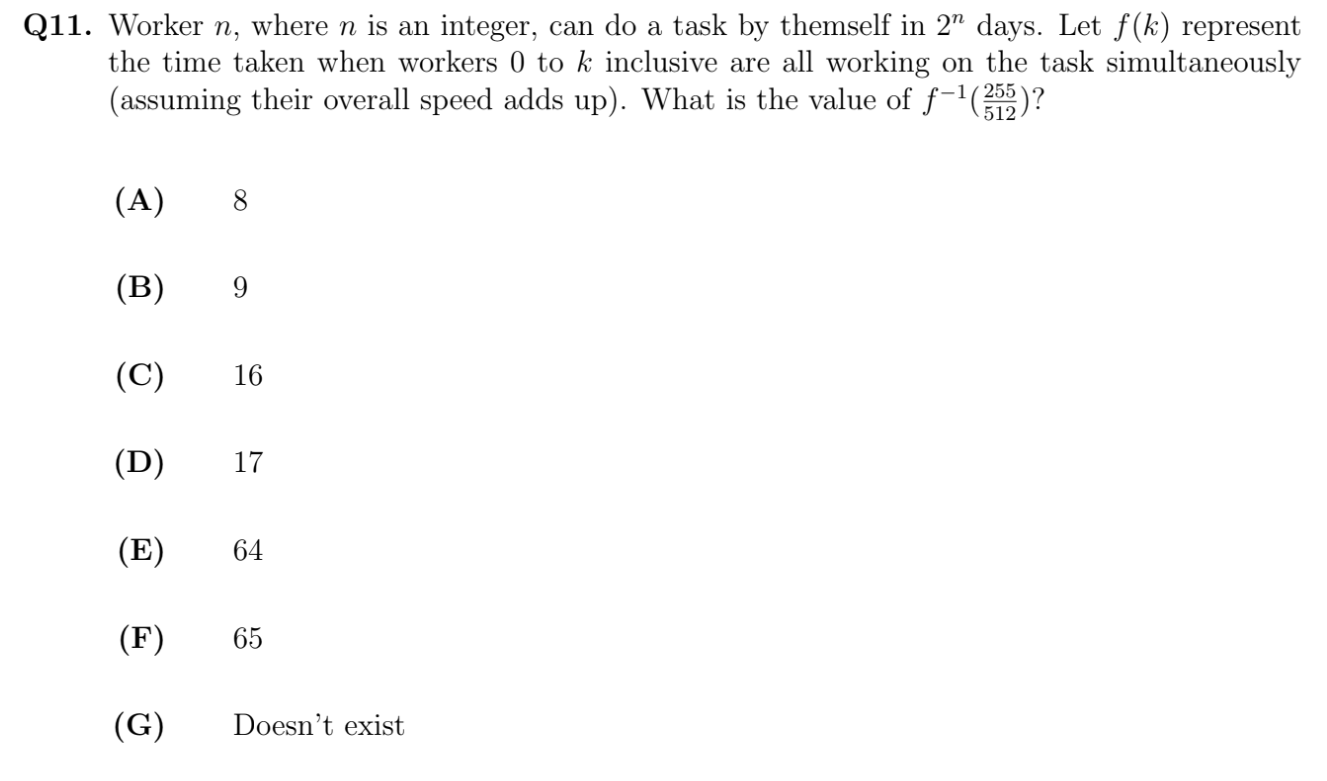 Q11. Worker n, where n is an integer, can do a task by themself in 2ⁿ days. Let f(k) represent
the time taken when workers 0 to k inclusive are all working on the task simultaneously
(assuming their overall speed adds up). What is the value of f⁻¹(255/512)?
(A) 8
(B) 9
(C) 16
(D) 17
(E) 64
(F) 65
(G) Doesn't exist